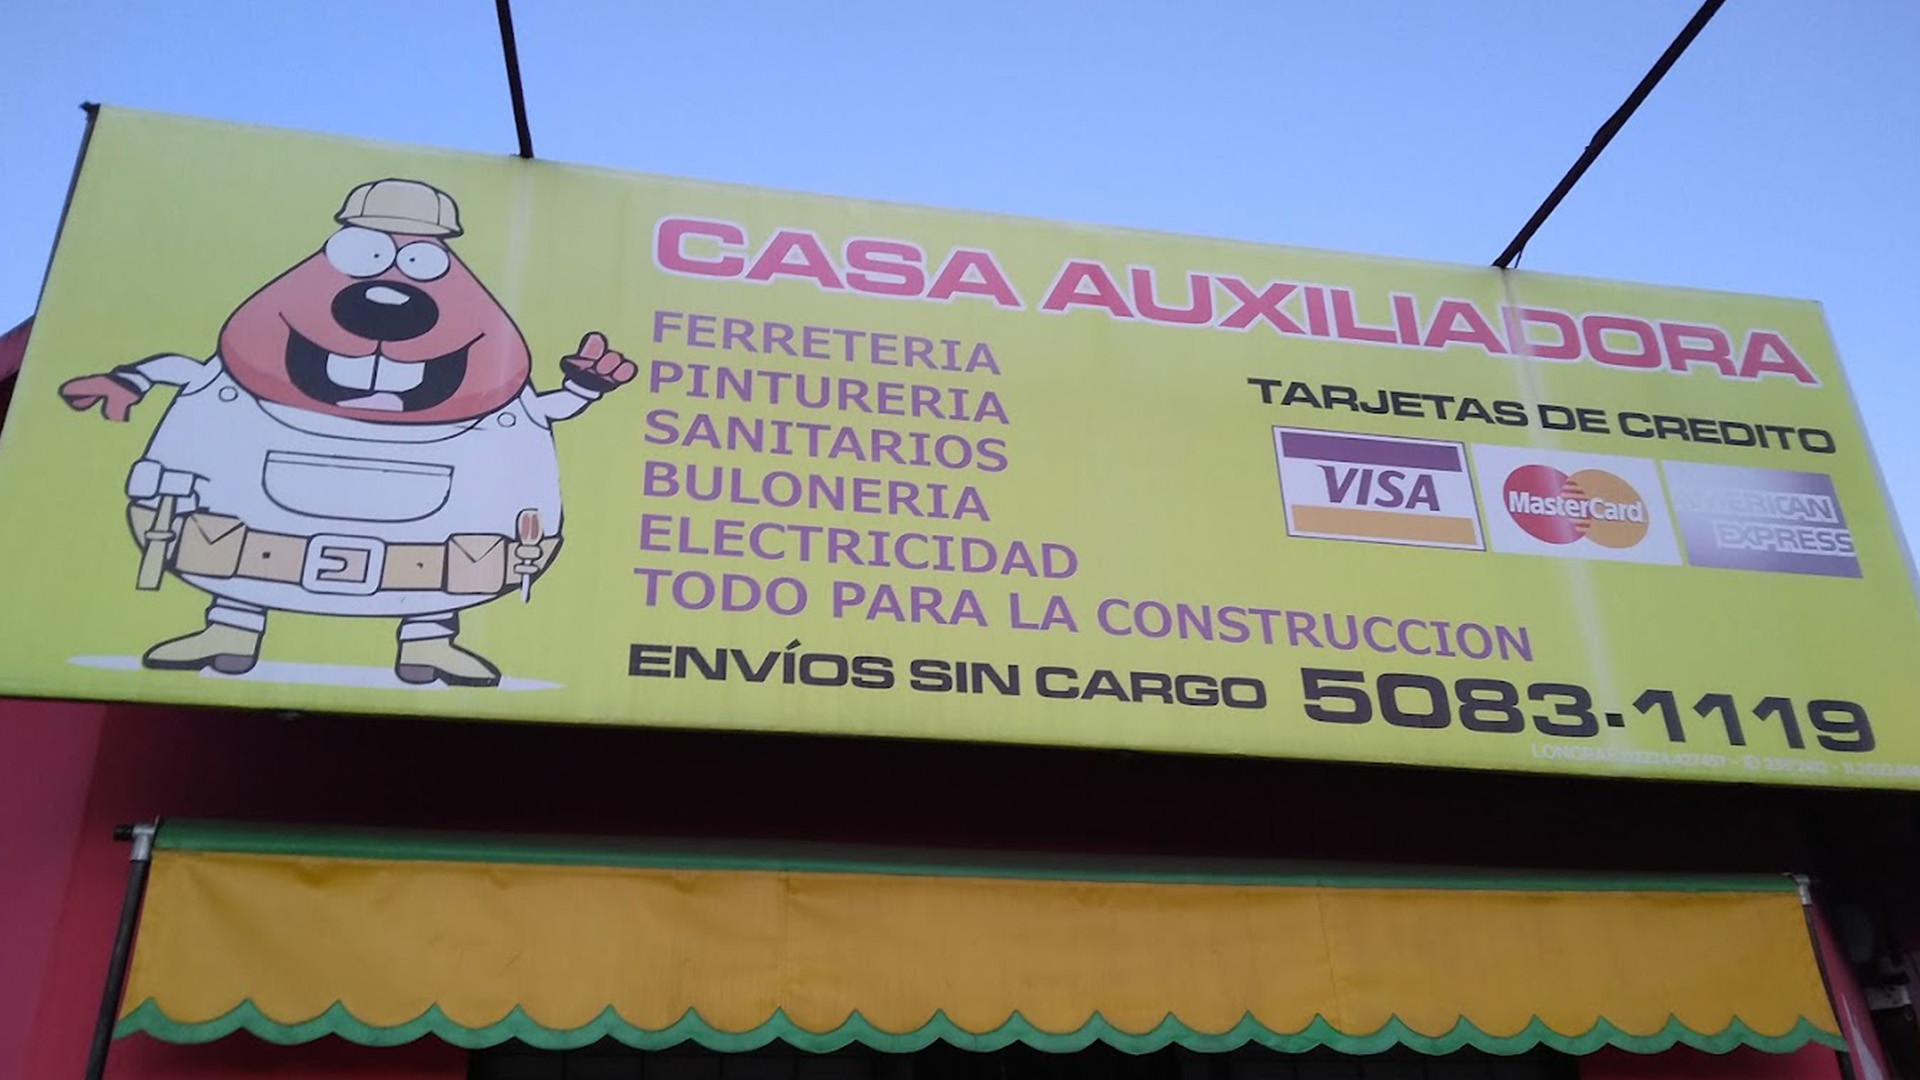 CASA AUXILIADORA
FERRETERIA
PINTURERIA
SANITARIOS
BULONERIA
ELECTRICIDAD
TODO PARA LA CONSTRUCCION
TARJETAS DE CREDITO
VISA
MasterCard
AMERICAN
EXPRESS
ENVÍOS SIN CARGO 5083-1119